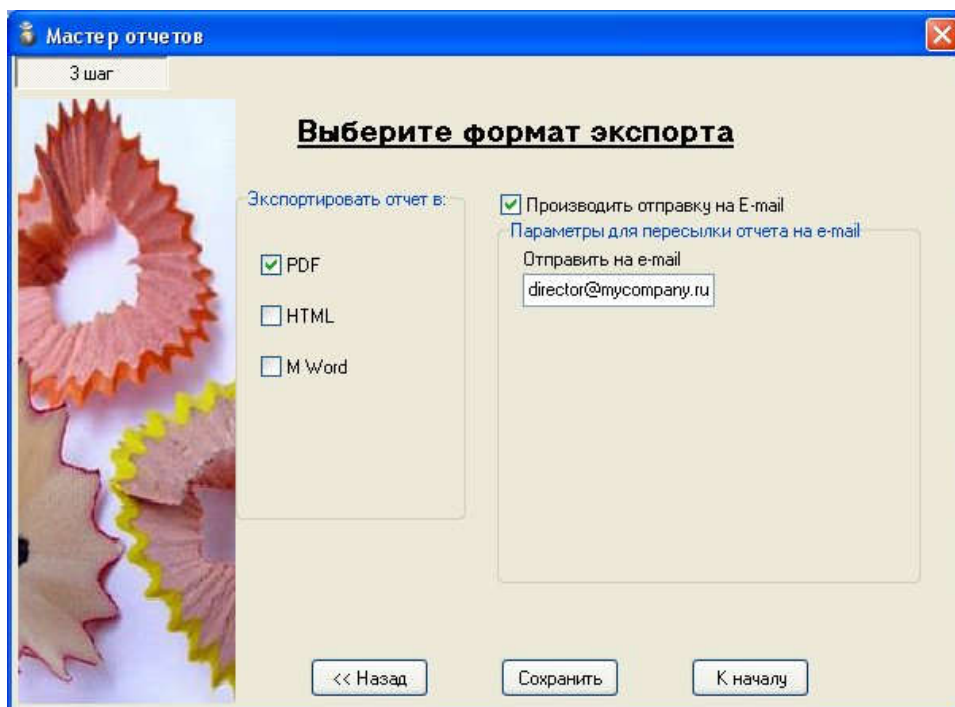 Мастер отчетов
3 шаг
Выберите формат экспорта
Экспортировать отчет в:
PDF
HTML
M Word
Производить отправку на E-mail
Параметры для пересылки отчета на e-mail
Отправить на e-mail
director@mycompany.ru
<< Назад
Сохранить
К началу